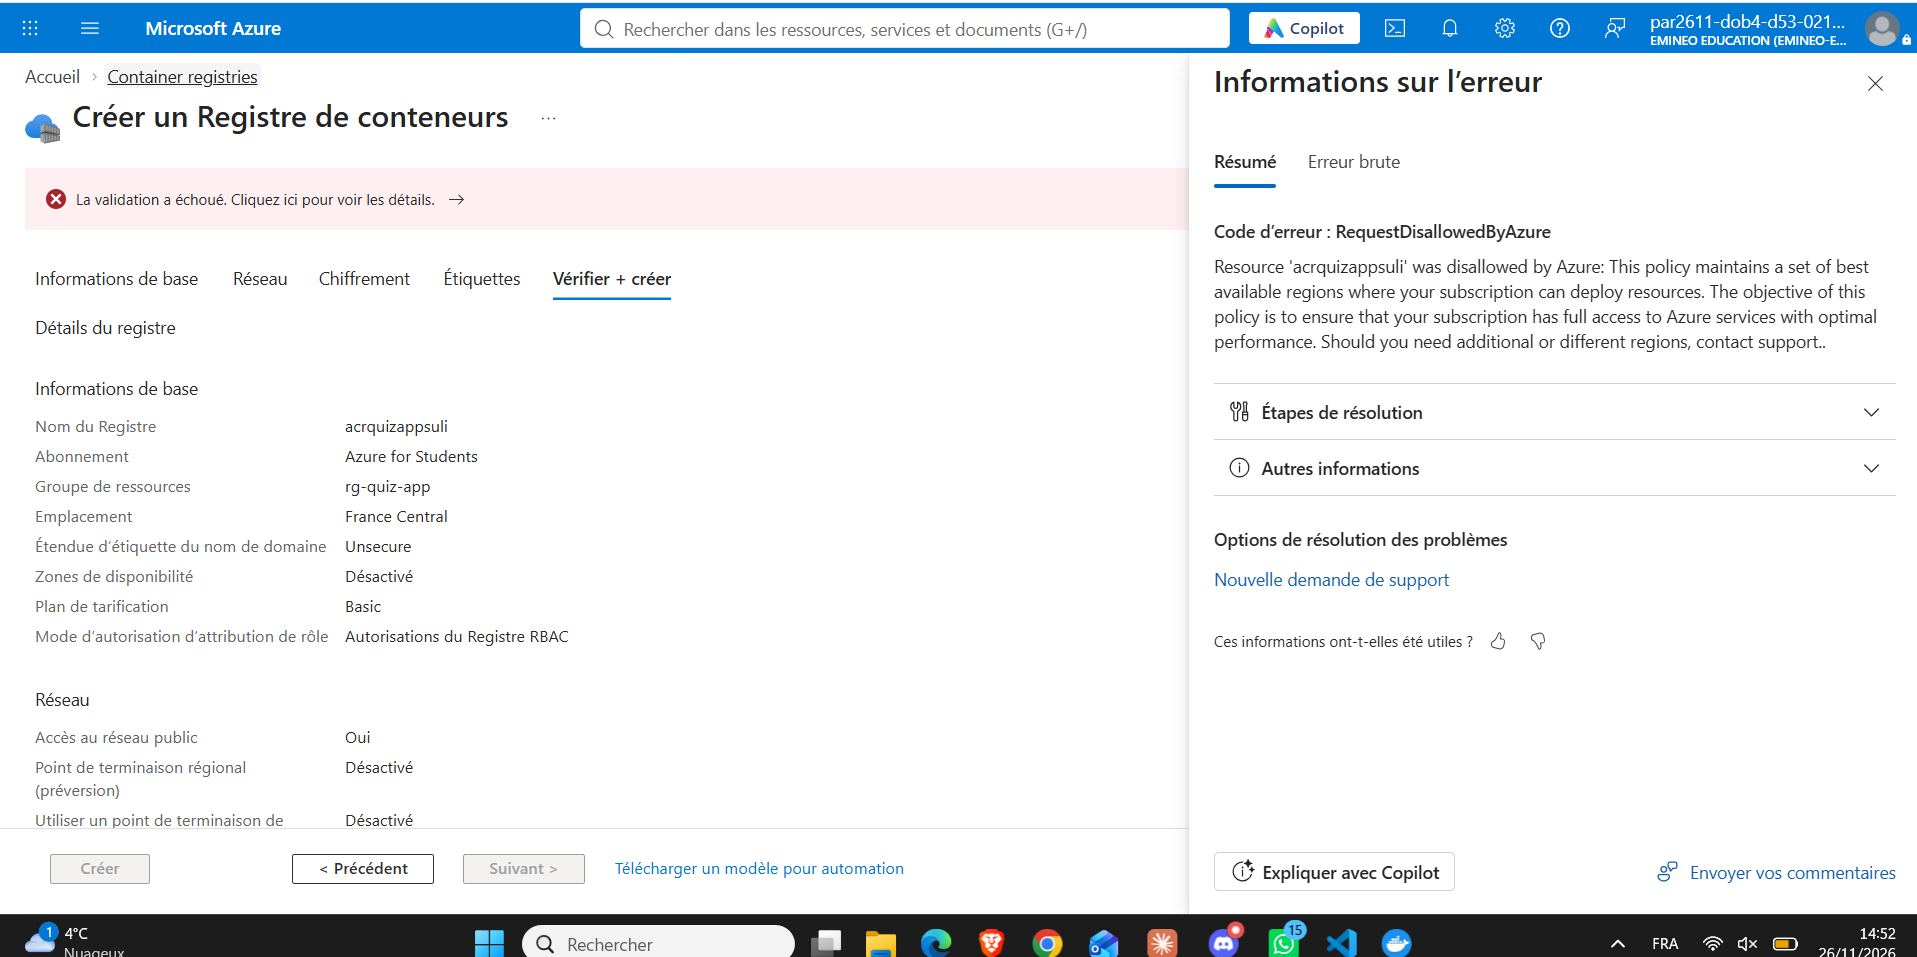 Microsoft Azure
Rechercher dans les ressources, services et documents (G+/)
Copilot
par2611-dob4-d53-021...
EMINEO EDUCATION (EMINEO-E...
Accueil > Container registries
Créer un Registre de conteneurs ...
La validation a échoué. Cliquez ici pour voir les détails. →
Informations de base Réseau Chiffrement Étiquettes Vérifier + créer
Détails du registre
Informations de base
Nom du Registre acrquizappsuli
Abonnement Azure for Students
Groupe de ressources rg-quiz-app
Emplacement France Central
Étendue d’étiquette du nom de domaine Unsecure
Zones de disponibilité Désactivé
Plan de tarification Basic
Mode d’autorisation d’attribution de rôle Autorisations du Registre RBAC
Réseau
Accès au réseau public Oui
Point de terminaison régional Désactivé
(préversion)
Utiliser un point de terminaison de Désactivé
Créer < Précédent Suivant > Télécharger un modèle pour automation
Informations sur l’erreur
Résumé Erreur brute
Code d’erreur : RequestDisallowedByAzure
Resource 'acrquizappsuli' was disallowed by Azure: This policy maintains a set of best
available regions where your subscription can deploy resources. The objective of this
policy is to ensure that your subscription has full access to Azure services with optimal
performance. Should you need additional or different regions, contact support..
Étapes de résolution
Autres informations
Options de résolution des problèmes
Nouvelle demande de support
Ces informations ont-t-elles été utiles ?
Expliquer avec Copilot
Envoyer vos commentaires
1
4°C
Nuageux
Rechercher
15
FRA
14:52
26/11/2026